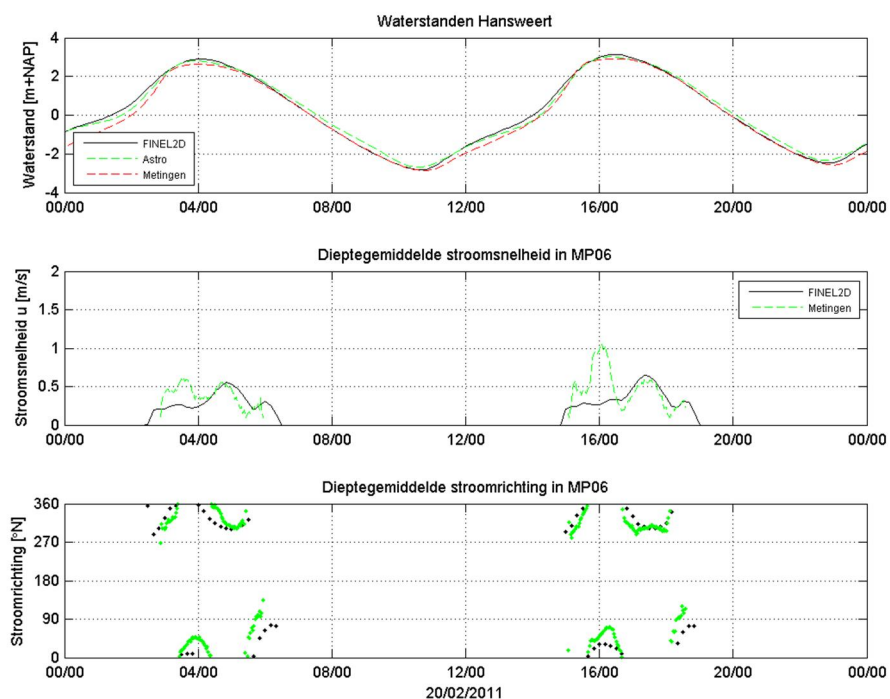 Waterstanden Hansweert
Waterstand [m+NAP]
4
2
0
-2
-4
FINEL2D
Astro
Metingen
00/00 04/00 08/00 12/00 16/00 20/00 00/00
Dieptegemiddelde stroomsnelheid in MP06
Stroomsnelheid u [m/s]
2
1.5
1
0.5
0
FINEL2D
Metingen
00/00 04/00 08/00 12/00 16/00 20/00 00/00
Dieptegemiddelde stroomrichting in MP06
Stroomrichting [°N]
360
270
180
90
0
00/00 04/00 08/00 12/00 16/00 20/00 00/00
20/02/2011